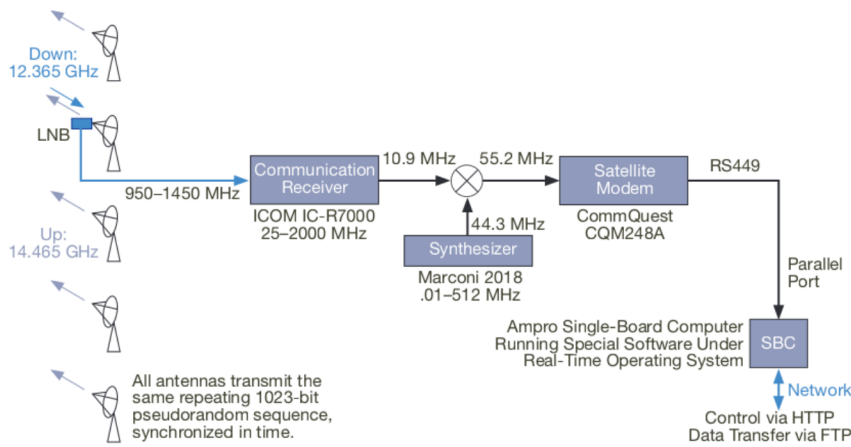 Down:
12.365 GHz
LNB
950–1450 MHz
Communication
Receiver
ICOM IC-R7000
25–2000 MHz
10.9 MHz
55.2 MHz
44.3 MHz
Synthesizer
Marconi 2018
.01–512 MHz
Satellite
Modem
CommQuest
CQM248A
RS449
Parallel
Port
Up:
14.465 GHz
Ampro Single-Board Computer
Running Special Software Under
Real-Time Operating System
SBC
Network
Control via HTTP
Data Transfer via FTP
All antennas transmit the
same repeating 1023-bit
pseudorandom sequence,
synchronized in time.